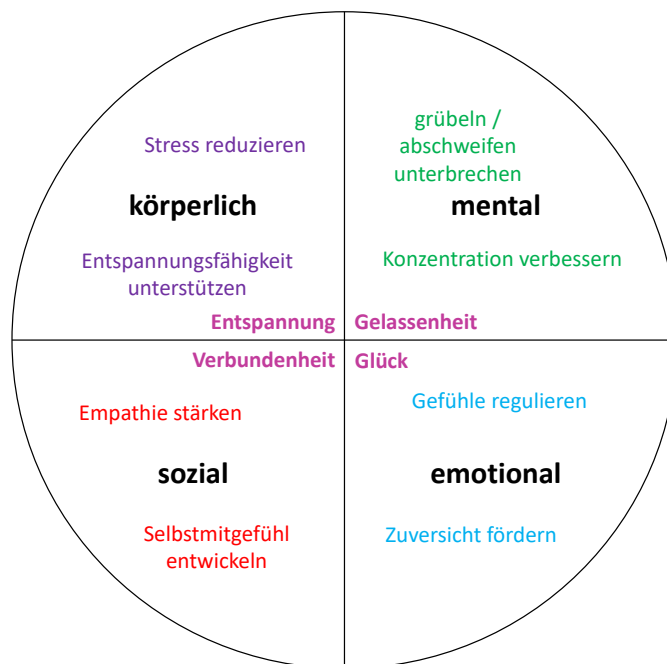 Stress reduzieren
körperlich
Entspannungsfähigkeit
unterstützen
Entspannung
grübeln /
abschweifen
unterbrechen
mental
Konzentration verbessern
Gelassenheit
Verbundenheit
Empathie stärken
sozial
Selbstmitgefühl
entwickeln
Glück
Gefühle regulieren
emotional
Zuversicht fördern